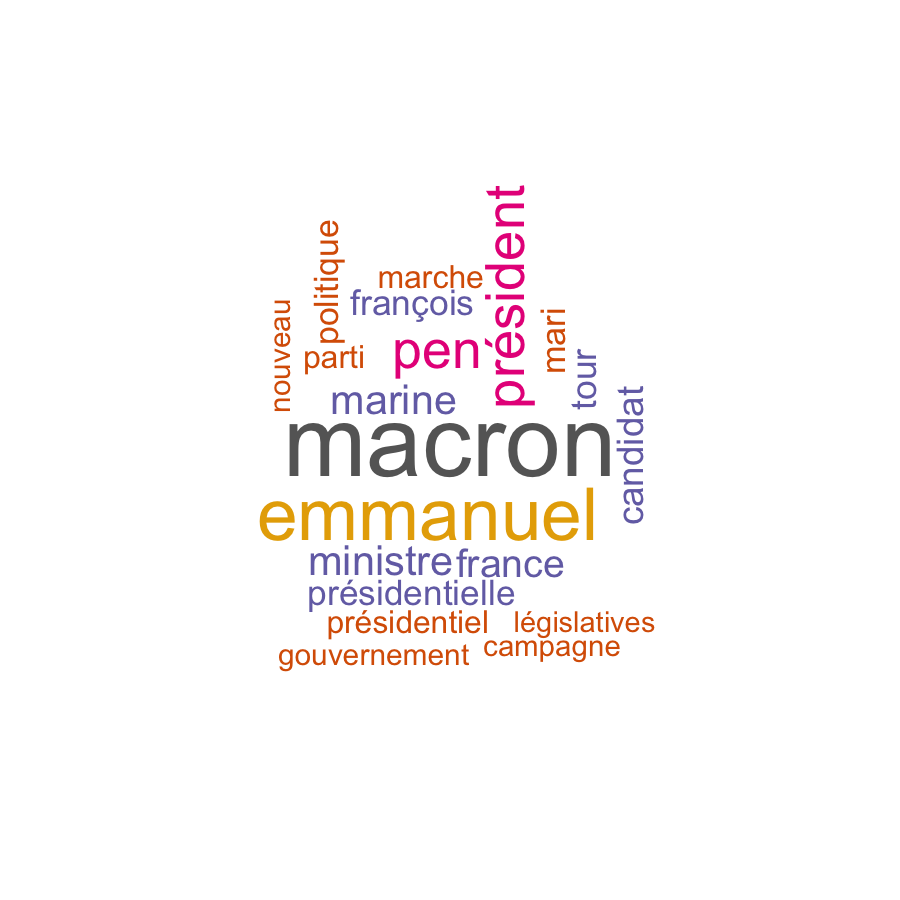 président
politique
marche
françois
nouveau
mari
parti
pen
tour
marine
candidat
macron
emmanuel
ministre
france
présidentielle
présidentiel
législatives
gouvernement
campagne